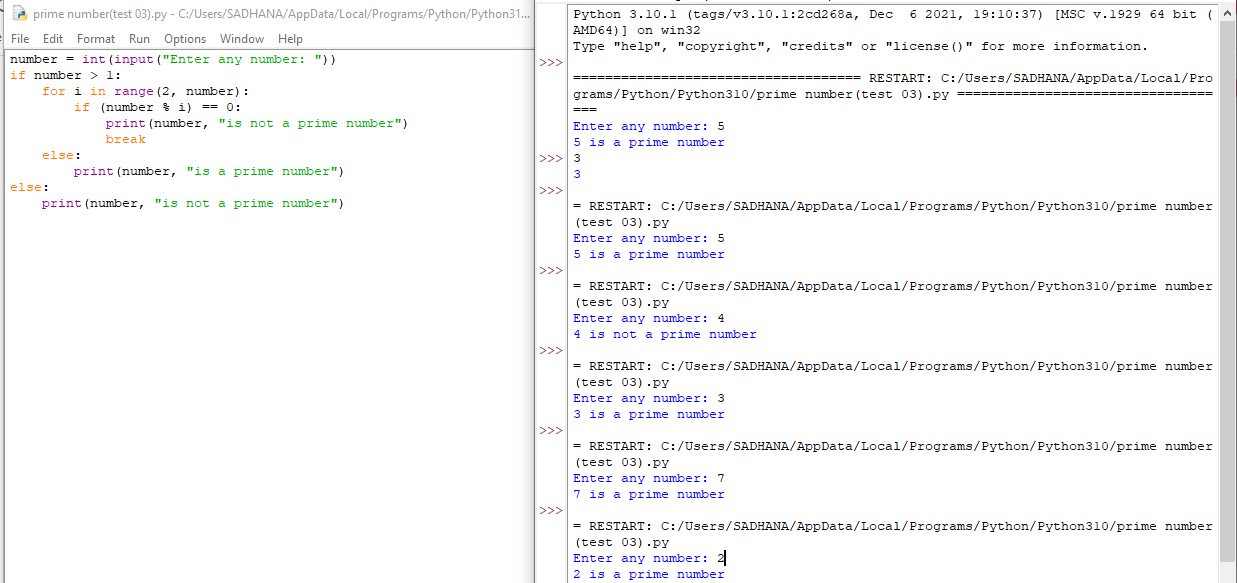 prime number(test 03).py - C:/Users/SADHANA/AppData/Local/Programs/Python/Python31...
File Edit Format Run Options Window Help
number = int(input("Enter any number: "))
if number > 1:
    for i in range(2, number):
        if (number % i) == 0:
            print(number, "is not a prime number")
            break
    else:
        print(number, "is a prime number")
else:
    print(number, "is not a prime number")
Python 3.10.1 (tags/v3.10.1:2cd268a, Dec  6 2021, 19:10:37) [MSC v.1929 64 bit (
AMD64)] on win32
Type "help", "copyright", "credits" or "license()" for more information.
>>>
==================================== RESTART: C:/Users/SADHANA/AppData/Local/Pro
grams/Python/Python310/prime number(test 03).py ================================
===
Enter any number: 5
5 is a prime number
>>> 3
3
>>>
= RESTART: C:/Users/SADHANA/AppData/Local/Programs/Python/Python310/prime number
(test 03).py
Enter any number: 5
5 is a prime number
>>>
= RESTART: C:/Users/SADHANA/AppData/Local/Programs/Python/Python310/prime number
(test 03).py
Enter any number: 4
4 is not a prime number
>>>
= RESTART: C:/Users/SADHANA/AppData/Local/Programs/Python/Python310/prime number
(test 03).py
Enter any number: 3
3 is a prime number
>>>
= RESTART: C:/Users/SADHANA/AppData/Local/Programs/Python/Python310/prime number
(test 03).py
Enter any number: 7
7 is a prime number
>>>
= RESTART: C:/Users/SADHANA/AppData/Local/Programs/Python/Python310/prime number
(test 03).py
Enter any number: 2
2 is a prime number